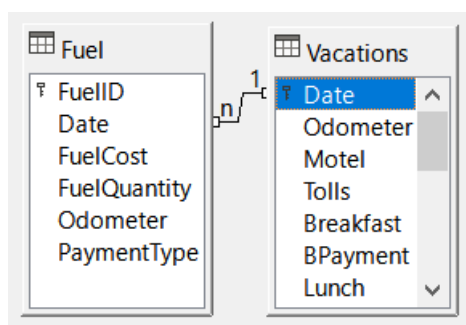 Fuel
FuelID
Date
FuelCost
FuelQuantity
Odometer
PaymentType
n
1
Vacations
Date
Odometer
Motel
Tolls
Breakfast
BPayment
Lunch